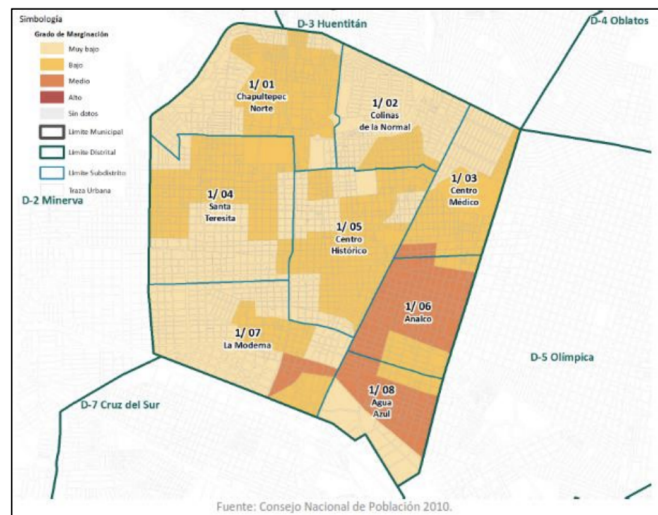 Simbología
Grado de Marginación
Muy bajo
Bajo
Medio
Alto
Sin datos
Límite Municipal
Límite Distrital
Límite Subdistrito
Traza Urbana
D-3 Huentitán
D-4 Oblatos
1/ 01
Chapultepec
Norte
1/ 02
Colinas
de la Normal
1/ 03
Centro
Médico
D-2 Minerva
1/ 04
Santa
Teresita
1/ 05
Centro
Histórico
1/ 06
Analco
1/ 07
La Moderna
D-5 Olímpica
1/ 08
Agua
Azul
D-7 Cruz del Sur
Fuente: Consejo Nacional de Población 2010.